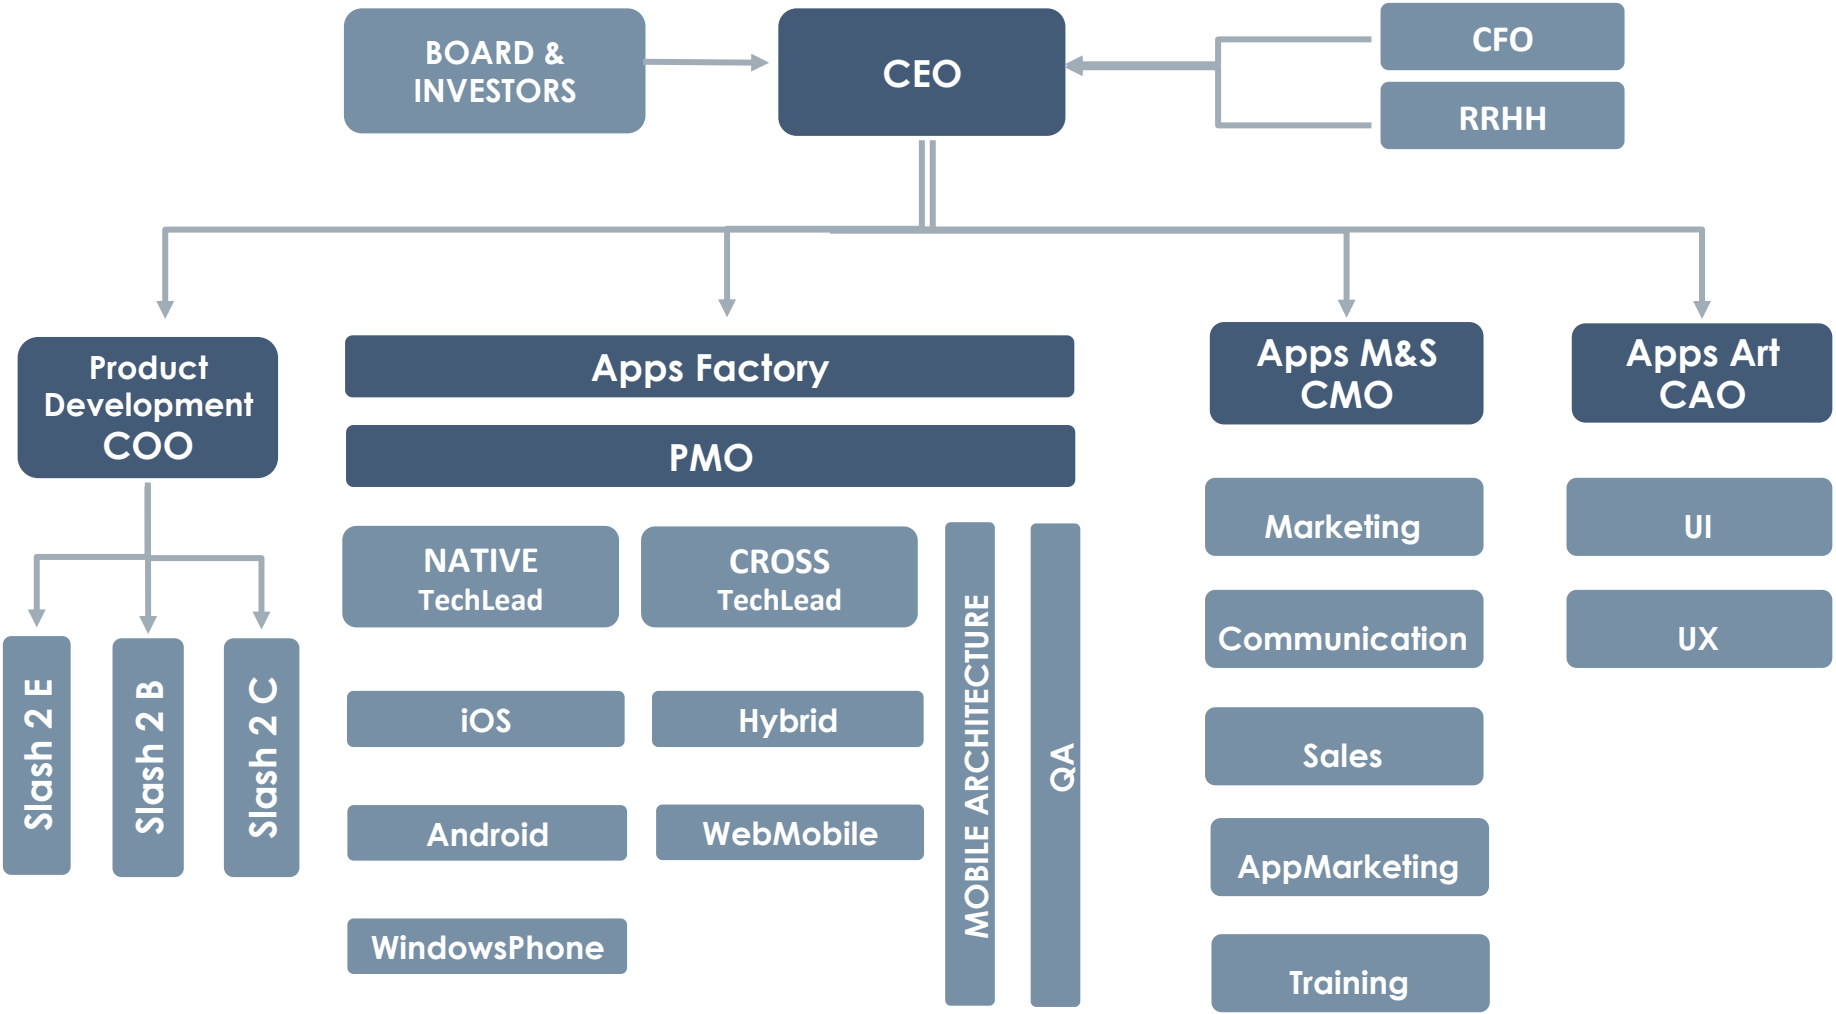 BOARD &
INVESTORS
CEO
CFO
RRHH
Product
Development
COO
Apps Factory
PMO
Apps M&S
CMO
Apps Art
CAO
NATIVE
TechLead
CROSS
TechLead
MOBILE ARCHITECTURE
QA
Marketing
UI
Communication
UX
Slash 2 E
Slash 2 B
Slash 2 C
iOS
Hybrid
Sales
Android
WebMobile
AppMarketing
WindowsPhone
Training